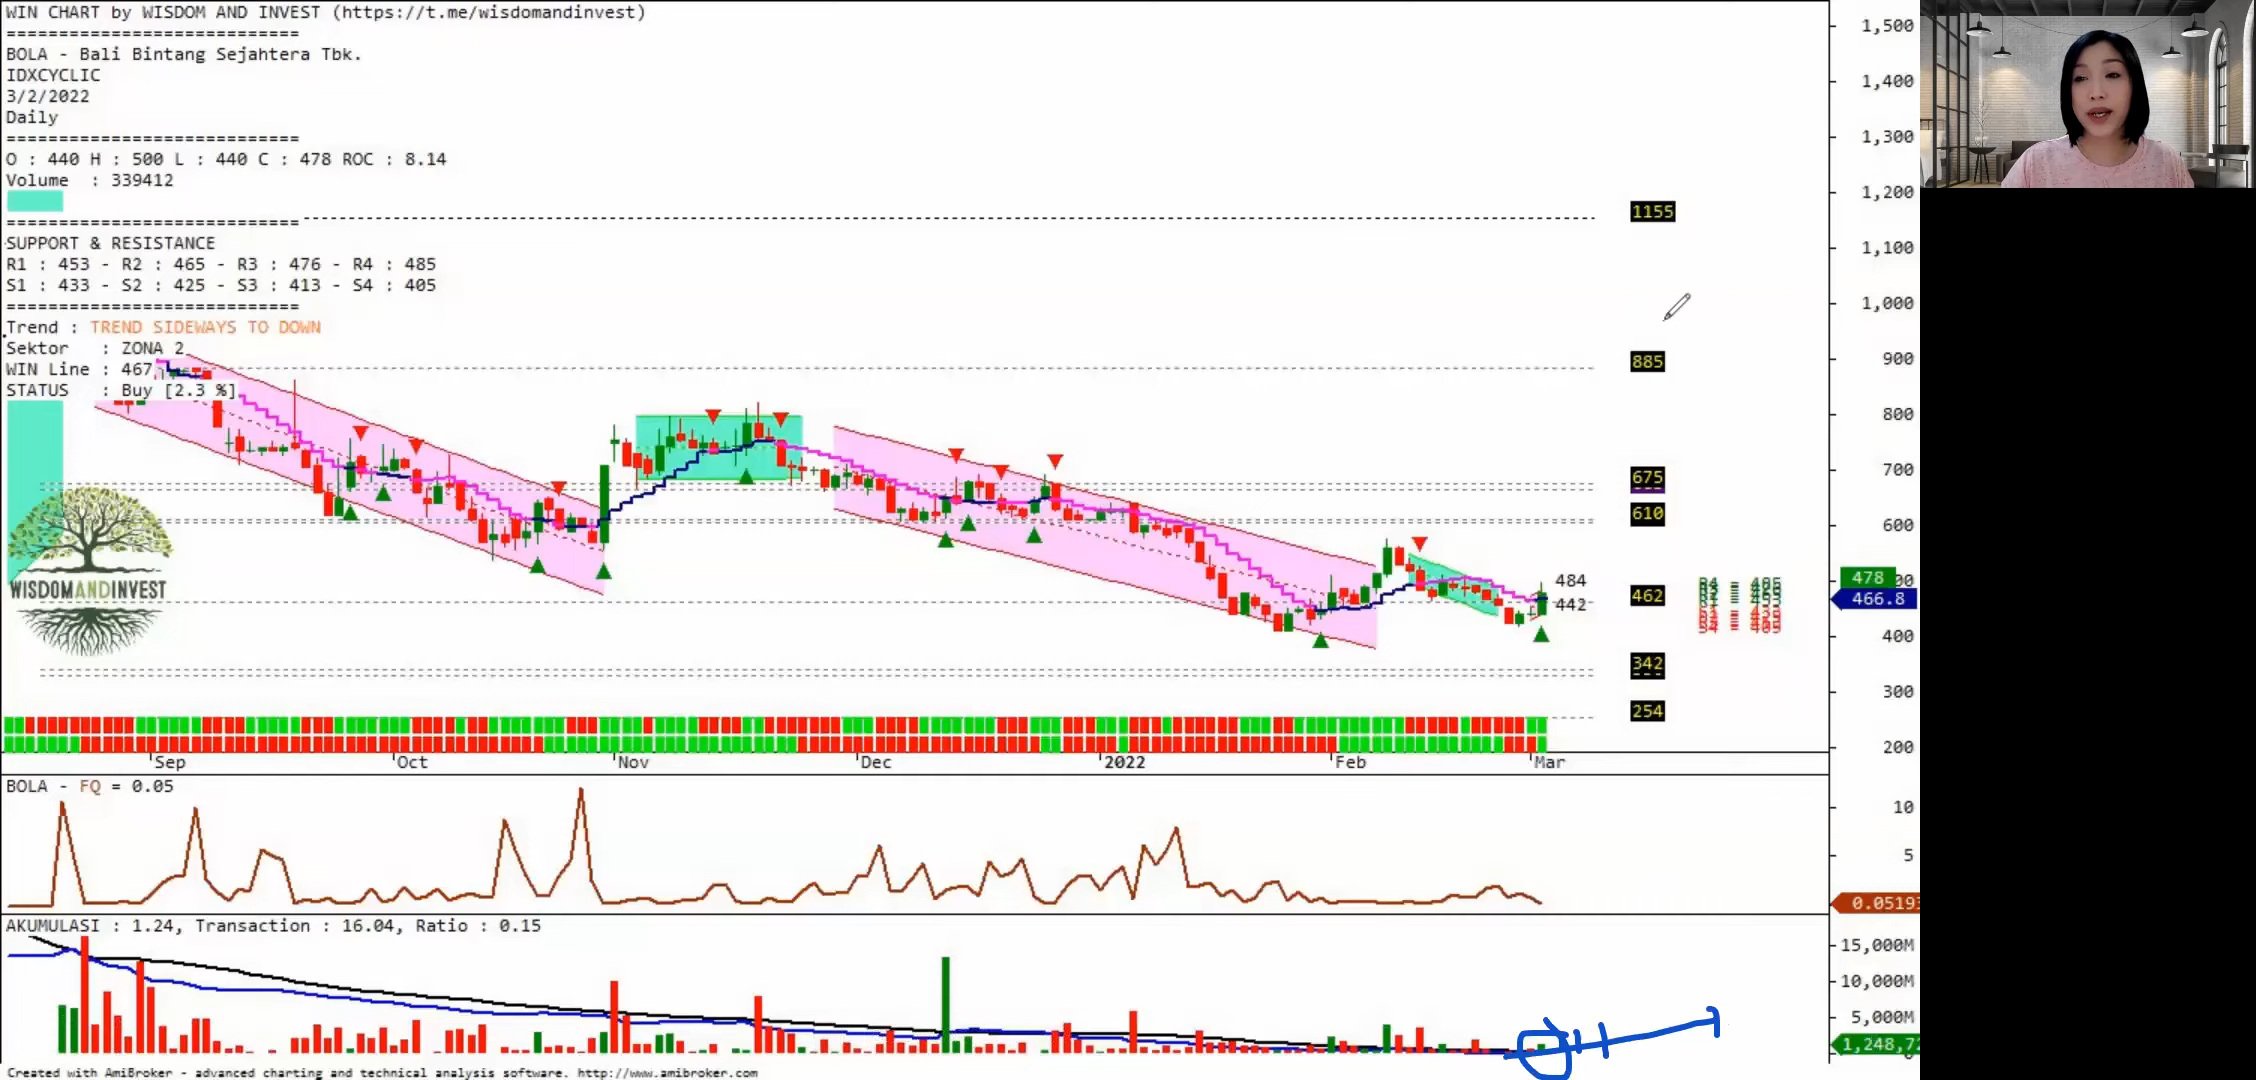 WIN CHART by WISDOM AND INVEST (https://t.me/wisdomandinvest)
============================
BOLA - Bali Bintang Sejahtera Tbk.
IDXCYCLIC
3/2/2022
Daily
============================
O : 440 H : 500 L : 440 C : 478 ROC : 8.14
Volume : 339412
============================
SUPPORT & RESISTANCE
R1 : 453 - R2 : 465 - R3 : 476 - R4 : 485
S1 : 433 - S2 : 425 - S3 : 413 - S4 : 405
============================
Trend : TREND SIDEWAYS TO DOWN
Sektor : ZONA 2
WIN Line : 467
STATUS : Buy [2.3 %]
WISDOMANDINVEST
1155
885
675
610
462
342
254
484
442
1,500
1,400
1,300
1,200
1,100
1,000
900
800
700
600
478
466.8
400
300
200
Sep Oct Nov Dec 2022 Feb Mar
BOLA - FQ = 0.05
10
5
0.05193
AKUMULASI : 1.24, Transaction : 16.04, Ratio : 0.15
15,000M
10,000M
5,000M
1,248,72
Created with AmiBroker - advanced charting and technical analysis software. http://www.amibroker.com